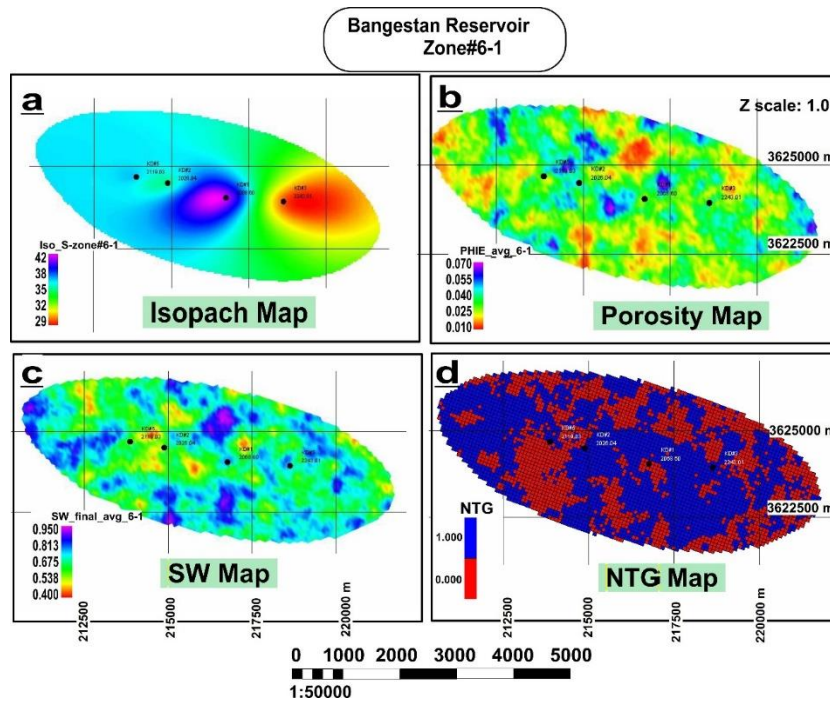 Bangestan Reservoir
Zone#6-1
a
Iso_S-zone#6-1
42
38
35
32
29
Isopach Map
b
Z scale: 1.0
3625000 m
3622500 m
PHIE_avg_6-1
0.070
0.055
0.040
0.025
0.010
Porosity Map
c
SW_final_avg_6-1
0.950
0.813
0.675
0.538
0.400
SW Map
212500
215000
217500
220000 m
d
3625000 m
3622500 m
NTG
1.000
0.000
NTG Map
212500
215000
217500
220000 m
0 1000 2000 3000 4000 5000
1:50000